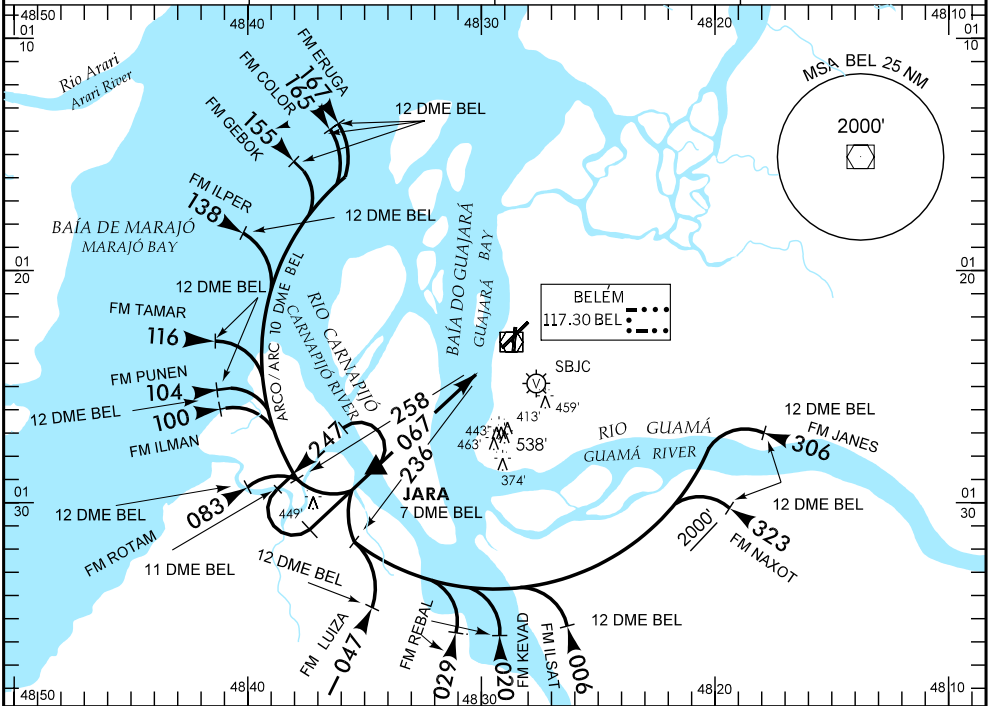 48 50
48 40
48 30
48 20
48 10
01
10
01
10
Rio Arari
Arari River
FM ERUGA
167
FM COLOR
165
155
FM GEBOK
12 DME BEL
MSA BEL 25 NM
2000'
FM ILPER
138
12 DME BEL
BAÍA DE MARAJÓ
MARAJÓ BAY
BAÍA DO GUAJARÁ
GUAJARÁ BAY
01
20
01
20
12 DME BEL
ARCO/ARC 10 DME BEL
RIO CARNAPIJÓ
CARNAPIJÓ RIVER
BELÉM
117.30 BEL
FM TAMAR
116
FM PUNEN
104
12 DME BEL
100
FM ILMAN
V
SBJC
459'
413'
443'
463'
538'
374'
258
247
067
236
RIO GUAMÁ
GUAMÁ RIVER
12 DME BEL
FM JANES
306
JARA
7 DME BEL
083
12 DME BEL
FM ROTAM
449'
11 DME BEL
12 DME BEL
01
30
01
30
12 DME BEL
323
FM NAXOT
2000'
FM LUIZA
047
FM REBAL
029
020
FM KEVAD
FM ILSAT
006
12 DME BEL
48 50
48 40
48 30
48 20
48 10